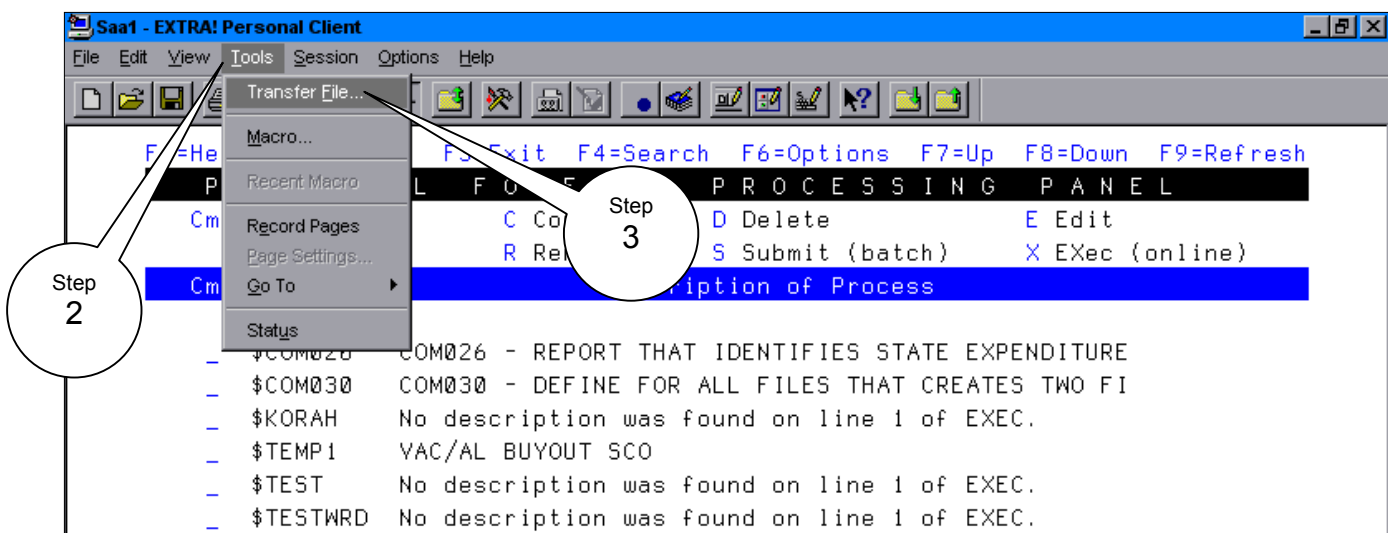 Saa1 - EXTRA! Personal Client
File Edit View Tools Session Options Help
Transfer File...
Macro...
Recent Macro
Record Pages
Page Settings...
Go To
Status
Step
2
Step
3
=He Exit F4=Search F6=Options F7=Up F8=Down F9=Refresh
P L F O PROCESSING PANEL
Cm C Co D Delete E Edit
R Re S Submit (batch) X EXec (online)
Cm ription of Process
_ $COM026 COM026 - REPORT THAT IDENTIFIES STATE EXPENDITURE
_ $COM030 COM030 - DEFINE FOR ALL FILES THAT CREATES TWO FI
_ $KORAH No description was found on line 1 of EXEC.
_ $TEMP1 VAC/AL BUYOUT SCO
_ $TEST No description was found on line 1 of EXEC.
_ $TESTWRD No description was found on line 1 of EXEC.